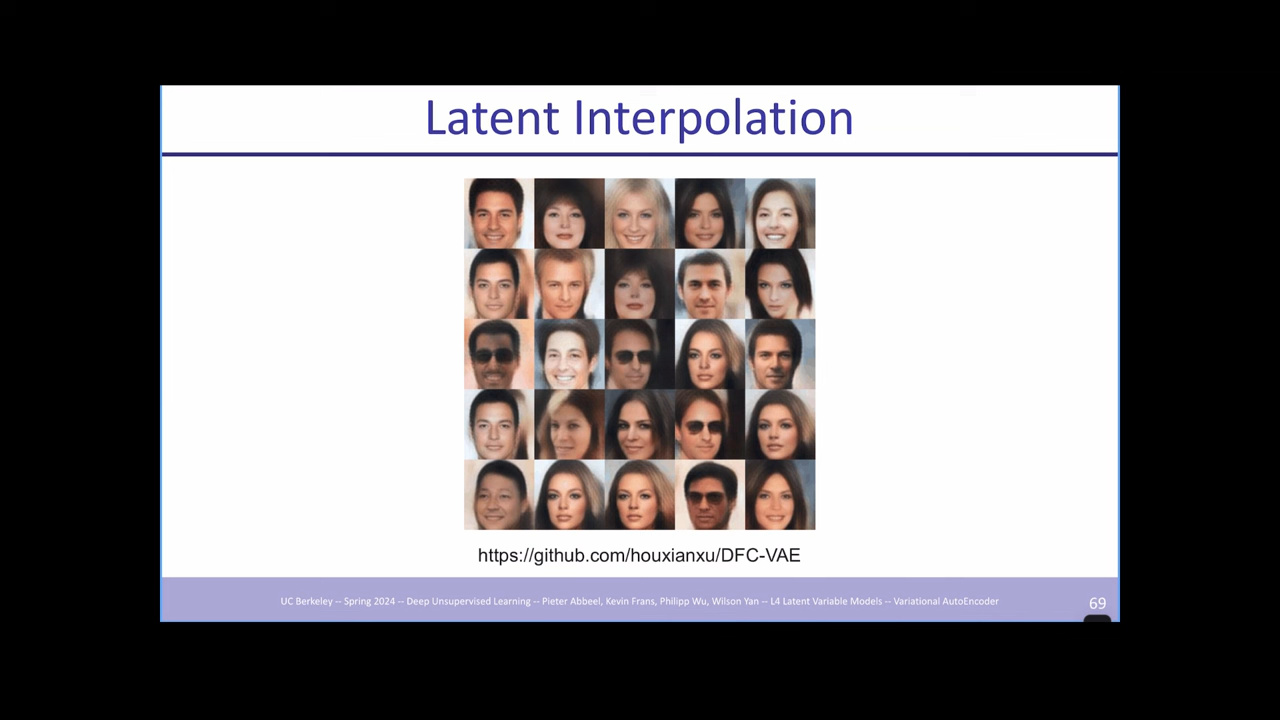 Latent Interpolation
https://github.com/houxianxu/DFC-VAE
UC Berkeley -- Spring 2024 -- Deep Unsupervised Learning -- Pieter Abbeel, Kevin Frans, Philipp Wu, Wilson Yan -- L4 Latent Variable Models -- Variational AutoEncoder
69